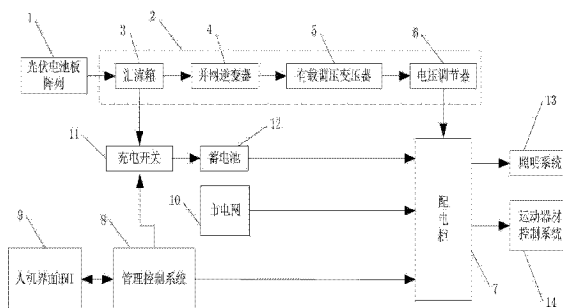 1
2
3
4
5
6
光伏电池板
阵列
汇流箱
并网逆变器
有载调压变压器
电压调节器
11
12
13
充电开关
蓄电池
照明系统
10
市电网
配
电
柜
运动器材
控制系统
9
8
人机界面HMI
管理控制系统
7
14